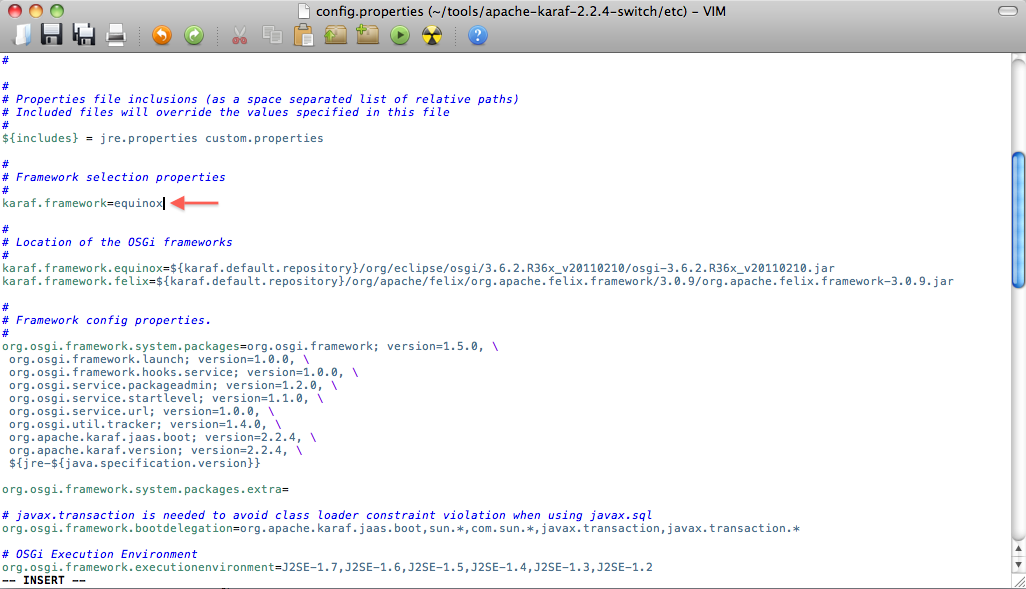 config.properties (~/tools/apache-karaf-2.2.4-switch/etc) - VIM
#
#
# Properties file inclusions (as a space separated list of relative paths)
# Included files will override the values specified in this file
#
${includes} = jre.properties custom.properties
#
# Framework selection properties
#
karaf.framework=equinox
#
# Location of the OSGi frameworks
#
karaf.framework.equinox=${karaf.default.repository}/org/eclipse/osgi/3.6.2.R36x_v20110210/osgi-3.6.2.R36x_v20110210.jar
karaf.framework.felix=${karaf.default.repository}/org/apache/felix/org.apache.felix.framework/3.0.9/org.apache.felix.framework-3.0.9.jar
#
# Framework config properties.
#
org.osgi.framework.system.packages=org.osgi.framework; version=1.5.0, \
 org.osgi.framework.launch; version=1.0.0, \
 org.osgi.framework.hooks.service; version=1.0.0, \
 org.osgi.service.packageadmin; version=1.2.0, \
 org.osgi.service.startlevel; version=1.1.0, \
 org.osgi.service.url; version=1.0.0, \
 org.osgi.util.tracker; version=1.4.0, \
 org.apache.karaf.jaas.boot; version=2.2.4, \
 org.apache.karaf.version; version=2.2.4, \
 ${jre-${java.specification.version}}
org.osgi.framework.system.packages.extra=
# javax.transaction is needed to avoid class loader constraint violation when using javax.sql
org.osgi.framework.bootdelegation=org.apache.karaf.jaas.boot,sun.*,com.sun.*,javax.transaction,javax.transaction.*
# OSGi Execution Environment
org.osgi.framework.executionenvironment=J2SE-1.7,J2SE-1.6,J2SE-1.5,J2SE-1.4,J2SE-1.3,J2SE-1.2
-- INSERT --